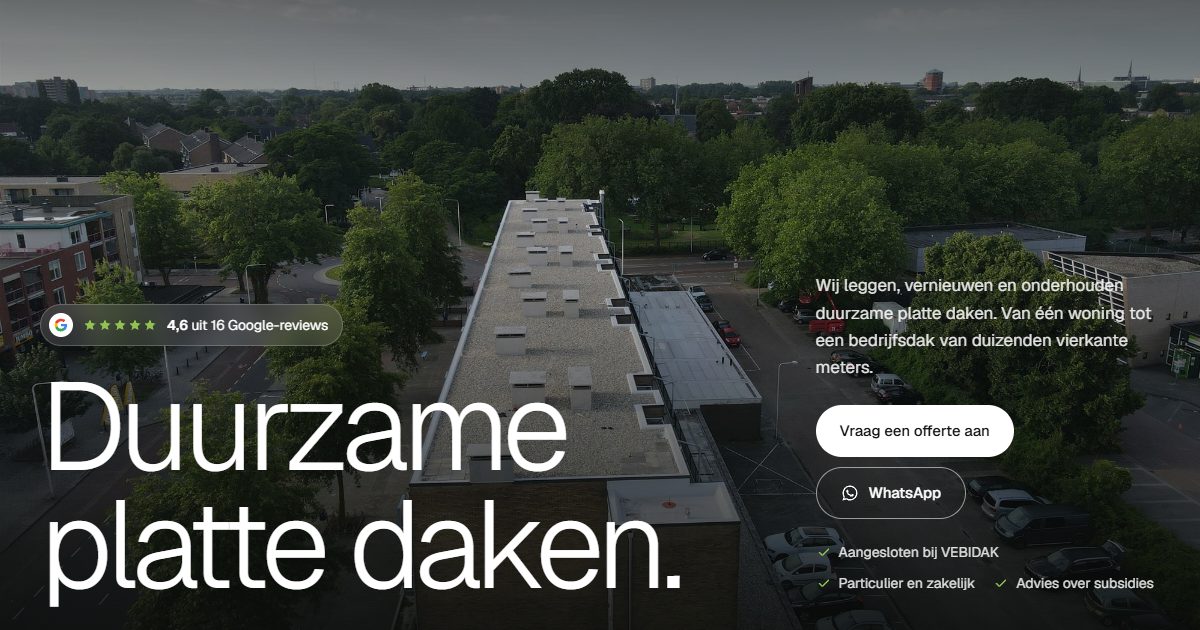 4,6 uit 16 Google-reviews
Duurzame
platte daken.
Wij leggen, vernieuwen en onderhouden
duurzame platte daken. Van één woning tot
een bedrijfsdak van duizenden vierkante
meters.
Vraag een offerte aan
WhatsApp
Aangesloten bij VEBIDAK
Particulier en zakelijk
Advies over subsidies